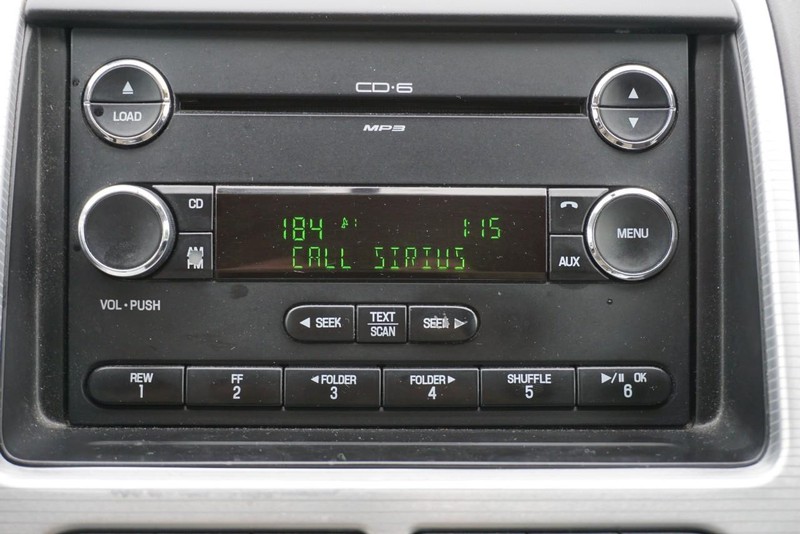 CD•6
LOAD
MP3
CD
184 1:15
MENU
AM
FM
CALL SIRIUS
AUX
VOL•PUSH
◄ SEEK
TEXT
SCAN
SEEK ►
REW
1
FF
2
◄FOLDER
3
FOLDER►
4
SHUFFLE
5
►/II OK
6